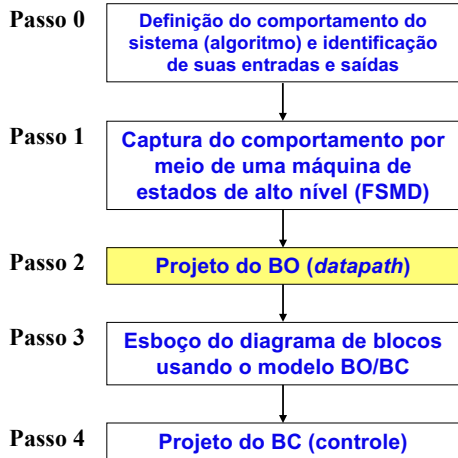 Passo 0
Definição do comportamento do
sistema (algoritmo) e identificação
de suas entradas e saídas
Passo 1
Captura do comportamento por
meio de uma máquina de
estados de alto nível (FSMD)
Passo 2
Projeto do BO (datapath)
Passo 3
Esboço do diagrama de blocos
usando o modelo BO/BC
Passo 4
Projeto do BC (controle)